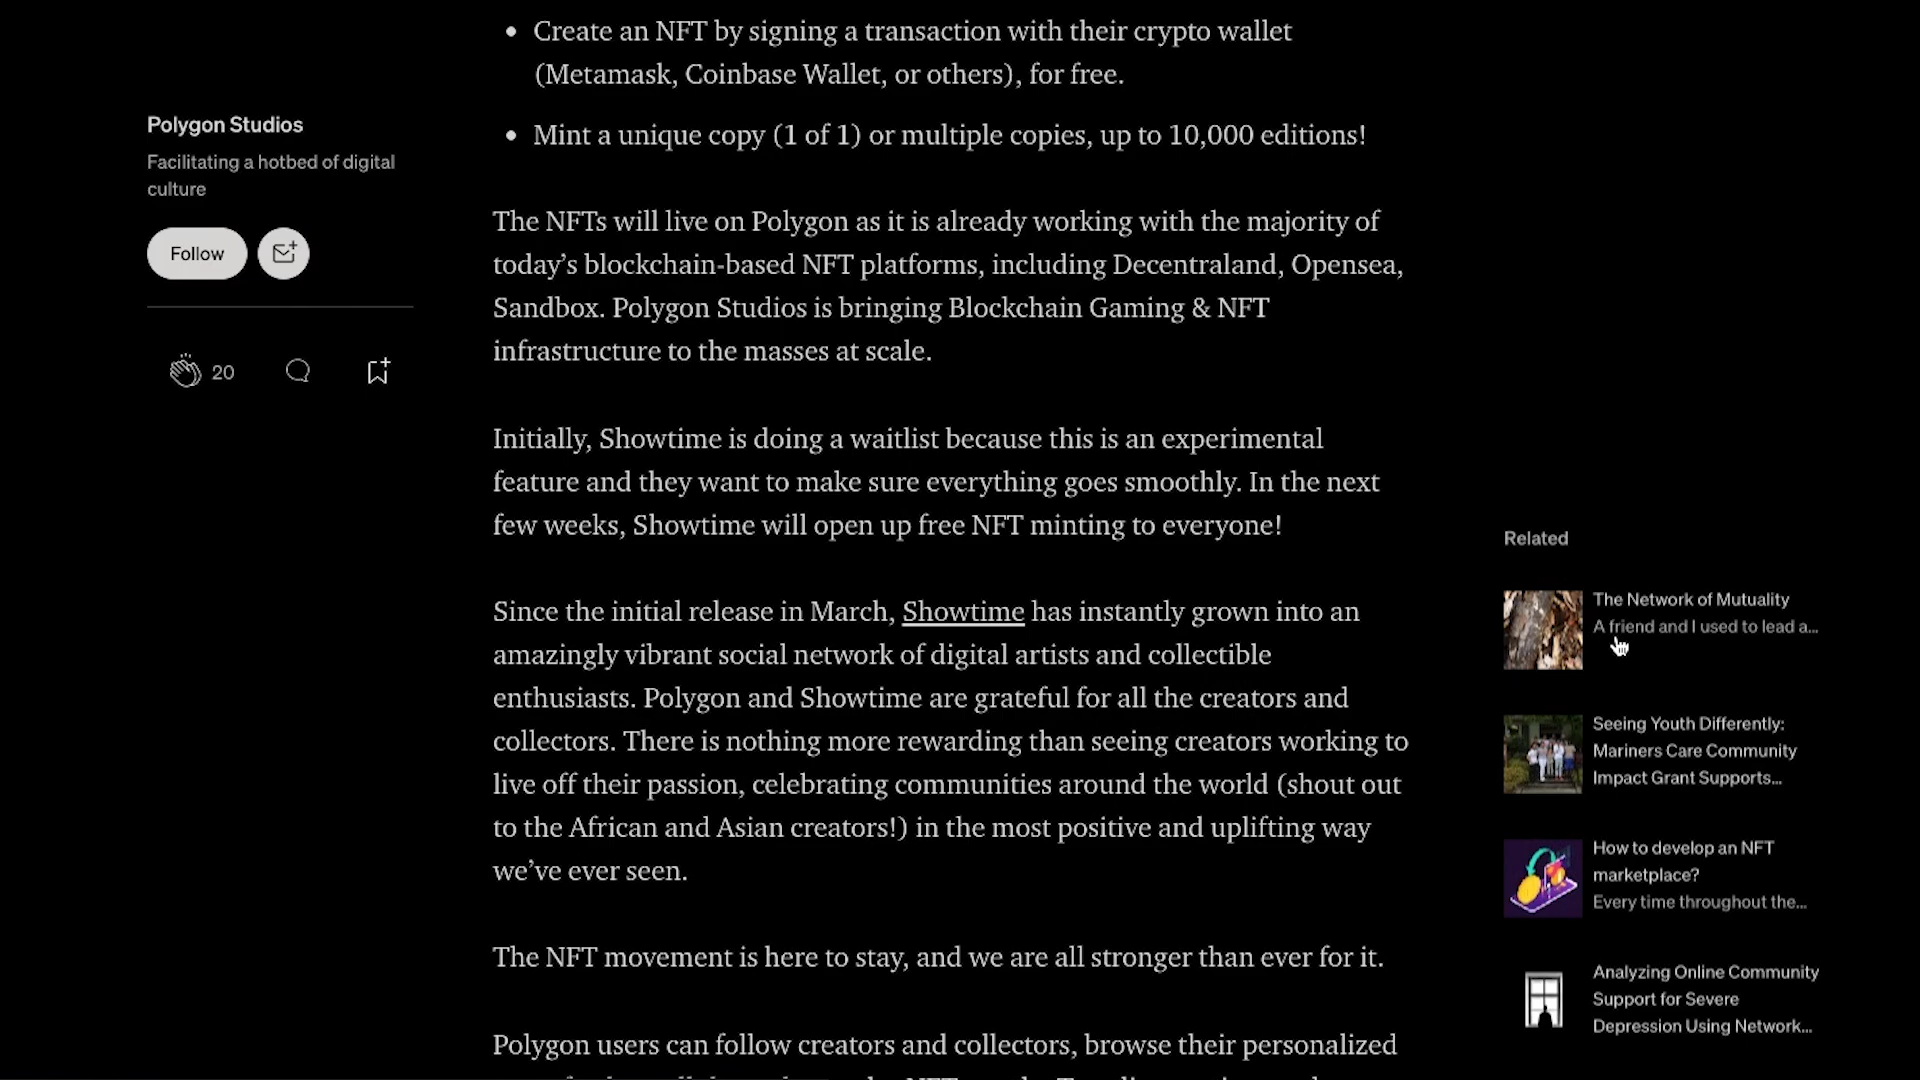 Create an NFT by signing a transaction with their crypto wallet
(Metamask, Coinbase Wallet, or others), for free.
Mint a unique copy (1 of 1) or multiple copies, up to 10,000 editions!
Polygon Studios
Facilitating a hotbed of digital
culture
Follow
20
The NFTs will live on Polygon as it is already working with the majority of
today’s blockchain-based NFT platforms, including Decentraland, Opensea,
Sandbox. Polygon Studios is bringing Blockchain Gaming & NFT
infrastructure to the masses at scale.
Initially, Showtime is doing a waitlist because this is an experimental
feature and they want to make sure everything goes smoothly. In the next
few weeks, Showtime will open up free NFT minting to everyone!
Since the initial release in March, Showtime has instantly grown into an
amazingly vibrant social network of digital artists and collectible
enthusiasts. Polygon and Showtime are grateful for all the creators and
collectors. There is nothing more rewarding than seeing creators working to
live off their passion, celebrating communities around the world (shout out
to the African and Asian creators!) in the most positive and uplifting way
we’ve ever seen.
The NFT movement is here to stay, and we are all stronger than ever for it.
Polygon users can follow creators and collectors, browse their personalized
Related
The Network of Mutuality
A friend and I used to lead a...
Seeing Youth Differently:
Mariners Care Community
Impact Grant Supports...
How to develop an NFT
marketplace?
Every time throughout the...
Analyzing Online Community
Support for Severe
Depression Using Network...